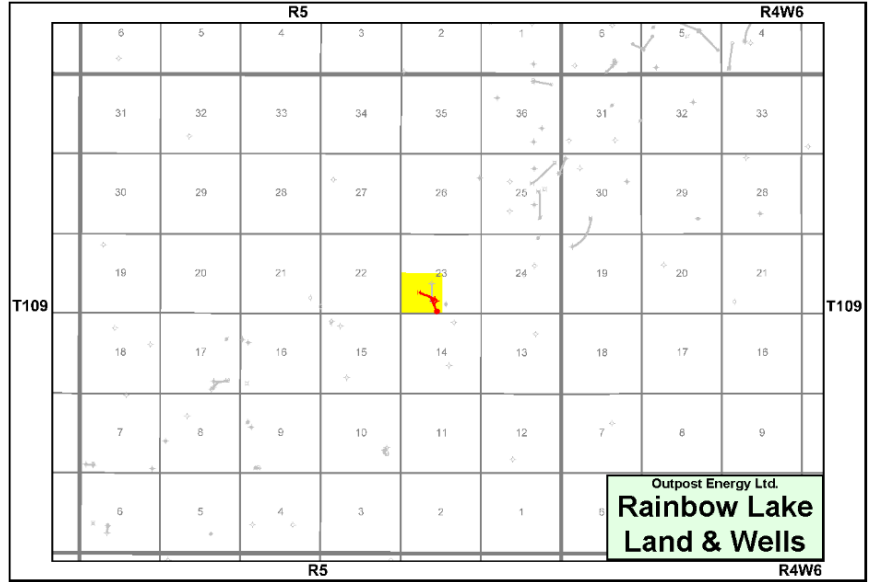 R5 R4W6
6 5 4 3 2 1 6 5 4
31 32 33 34 35 36 31 32 33
30 29 28 27 26 25 30 29 28
19 20 21 22 23 24 19 20 21
T109 T109
18 17 16 15 14 13 18 17 16
7 8 9 10 11 12 7 8 9
6 5 4 3 2 1 6
Outpost Energy Ltd.
Rainbow Lake
Land & Wells
R5 R4W6